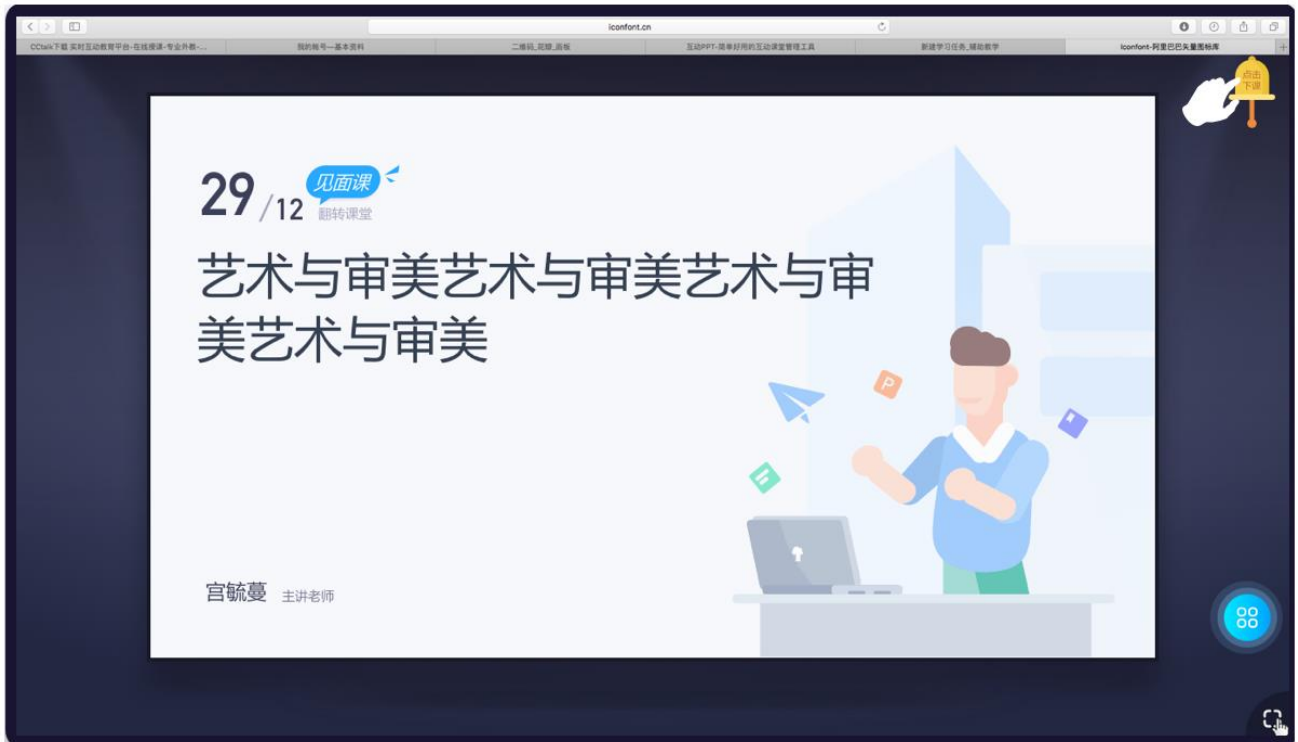 iconfont.cn
CCtalk下载 实时互动教育平台-在线授课-专业外教-...
我的账号—基本资料
二维码_花瓣_画板
互动PPT-简单好用的互动课堂管理工具
新建学习任务_辅助教学
Iconfont-阿里巴巴矢量图标库
点击
下课
29/12
见面课
翻转课堂
艺术与审美艺术与审美艺术与审
美艺术与审美
P
宫毓蔓 主讲老师